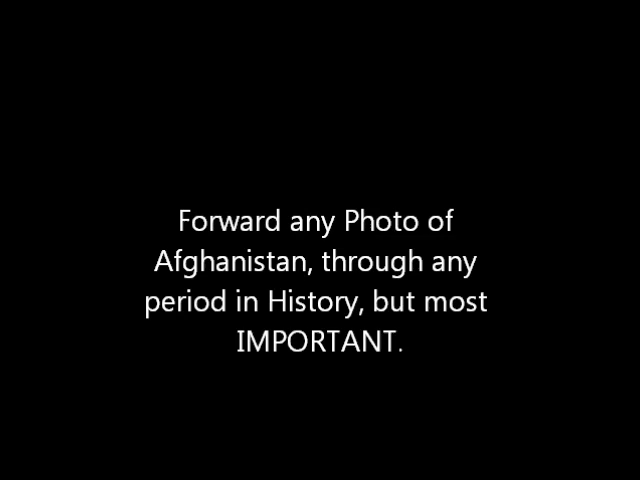 Forward any Photo of
Afghanistan, through any
period in History, but most
IMPORTANT.